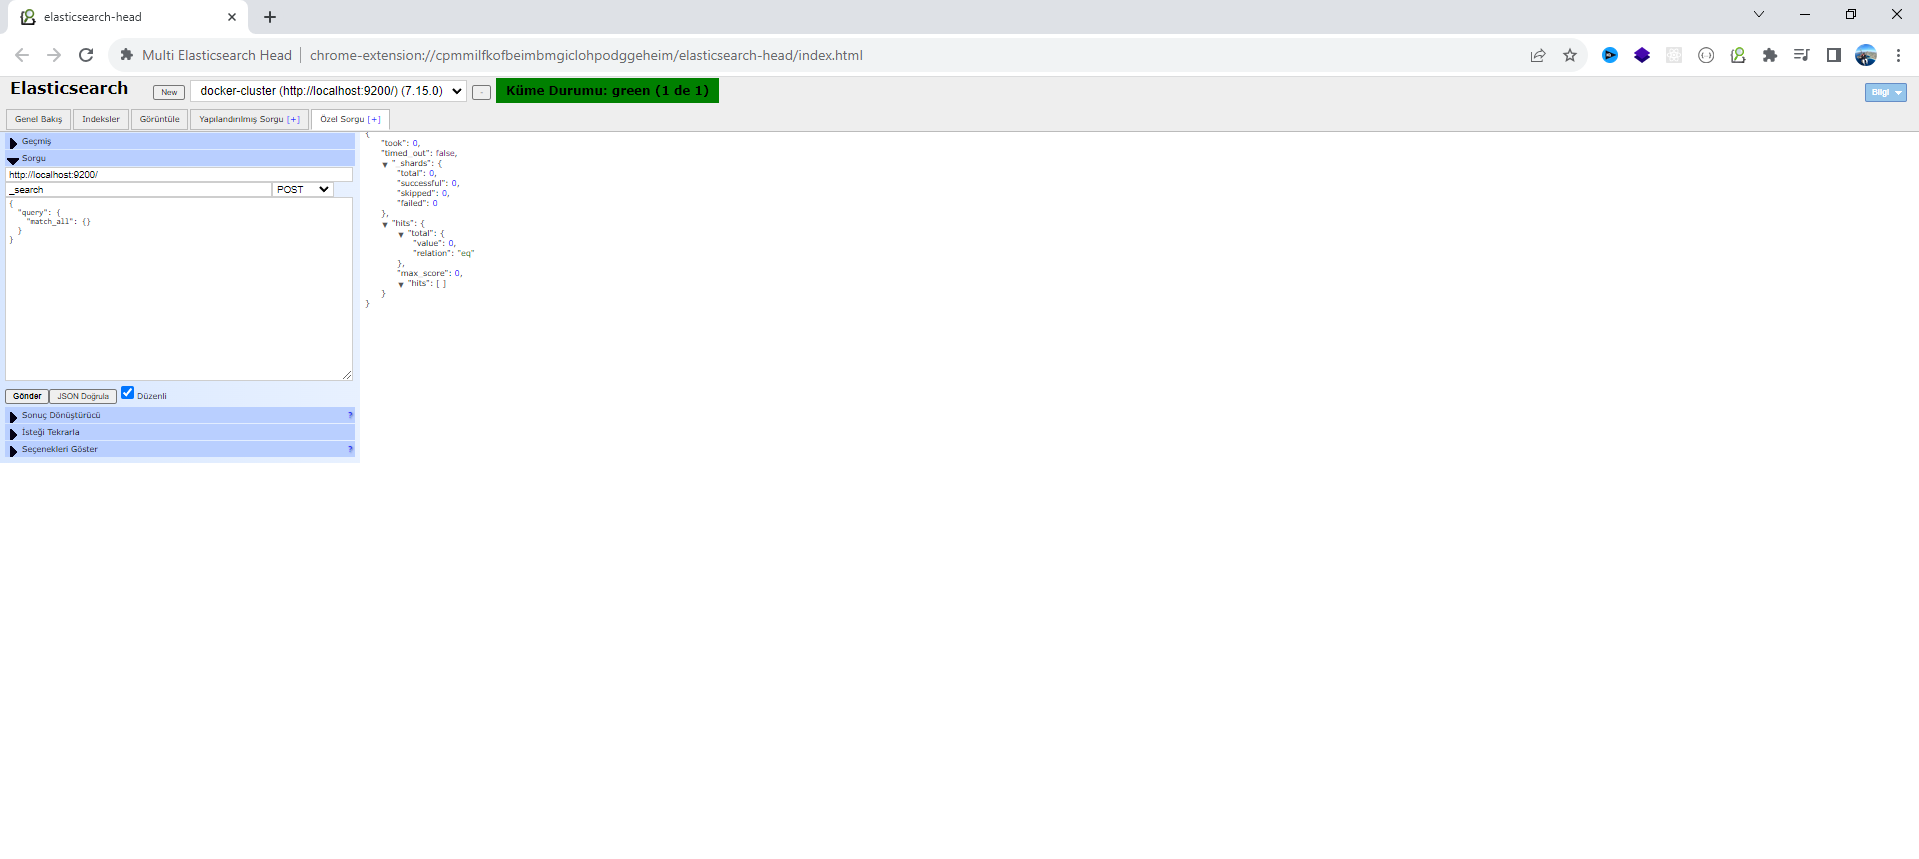 elasticsearch-head
Multi Elasticsearch Head | chrome-extension://cpmmilfkofbeimbmgiclohpodggeheim/elasticsearch-head/index.html
Elasticsearch New docker-cluster (http://localhost:9200/) (7.15.0) - Küme Durumu: green (1 de 1) Bilgi
Genel Bakış İndeksler Görüntüle Yapılandırılmış Sorgu [+] Özel Sorgu [+]
Geçmiş
Sorgu
http://localhost:9200/
_search POST
{
"query": {
"match_all": {}
}
}
Gönder JSON Doğrula Düzenli
Sonuç Dönüştürücü ?
İsteği Tekrarla
Seçenekleri Göster ?
{
"took": 0,
"timed_out": false,
"_shards": {
"total": 0,
"successful": 0,
"skipped": 0,
"failed": 0
},
"hits": {
"total": {
"value": 0,
"relation": "eq"
},
"max_score": 0,
"hits": [ ]
}
}